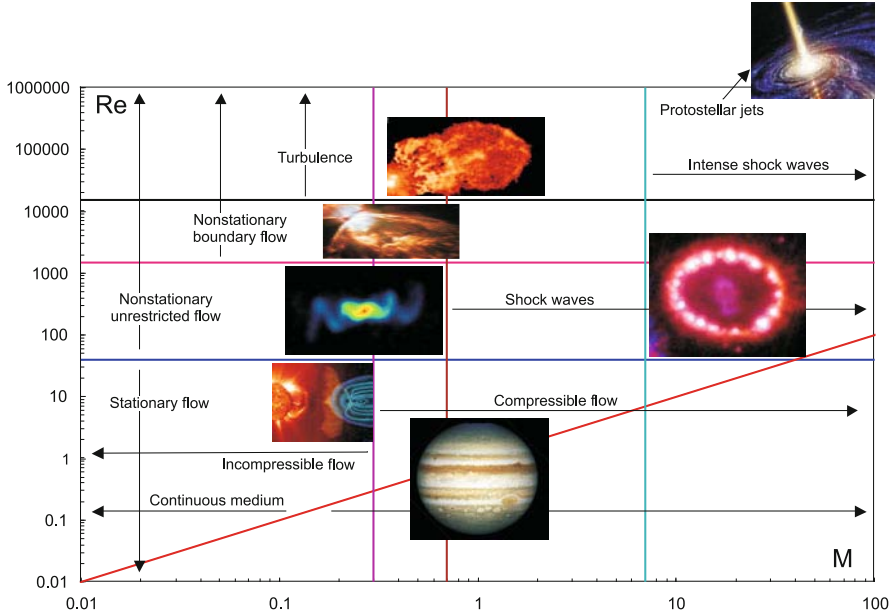 Protostellar jets
1000000
Re
Turbulence
100000
Intense shock waves
10000
Nonstationary
boundary flow
1000
Nonstationary
unrestricted flow
Shock waves
100
10
Stationary flow
Compressible flow
1
Incompressible flow
Continuous medium
0.1
M
0.01
0.01
0.1
1
10
100